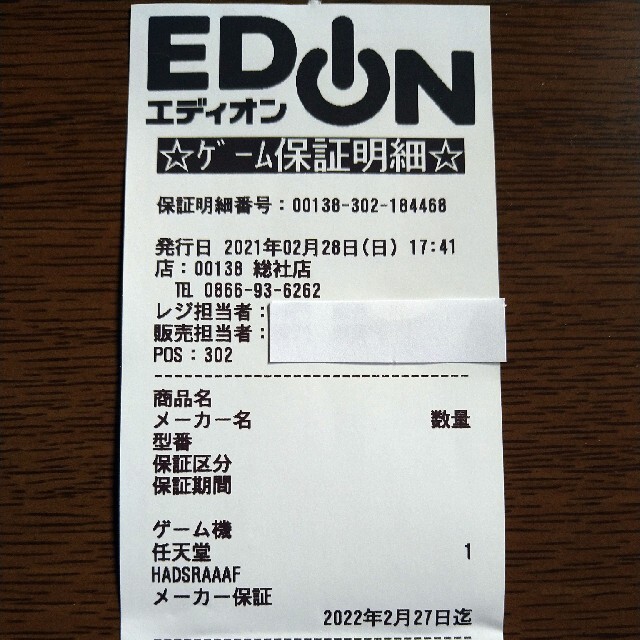 EDION
エディオン
☆ｹﾞｰﾑ保証明細☆
保証明細番号：00138-302-184468
発行日 2021年02月28日(日) 17:41
店：00138 総社店
TEL 0866-93-6262
レジ担当者：
販売担当者：
POS：302
商品名
メーカー名 数量
型番
保証区分
保証期間
ゲーム機
任天堂 1
HADSRAAAF
メーカー保証
2022年2月27日迄